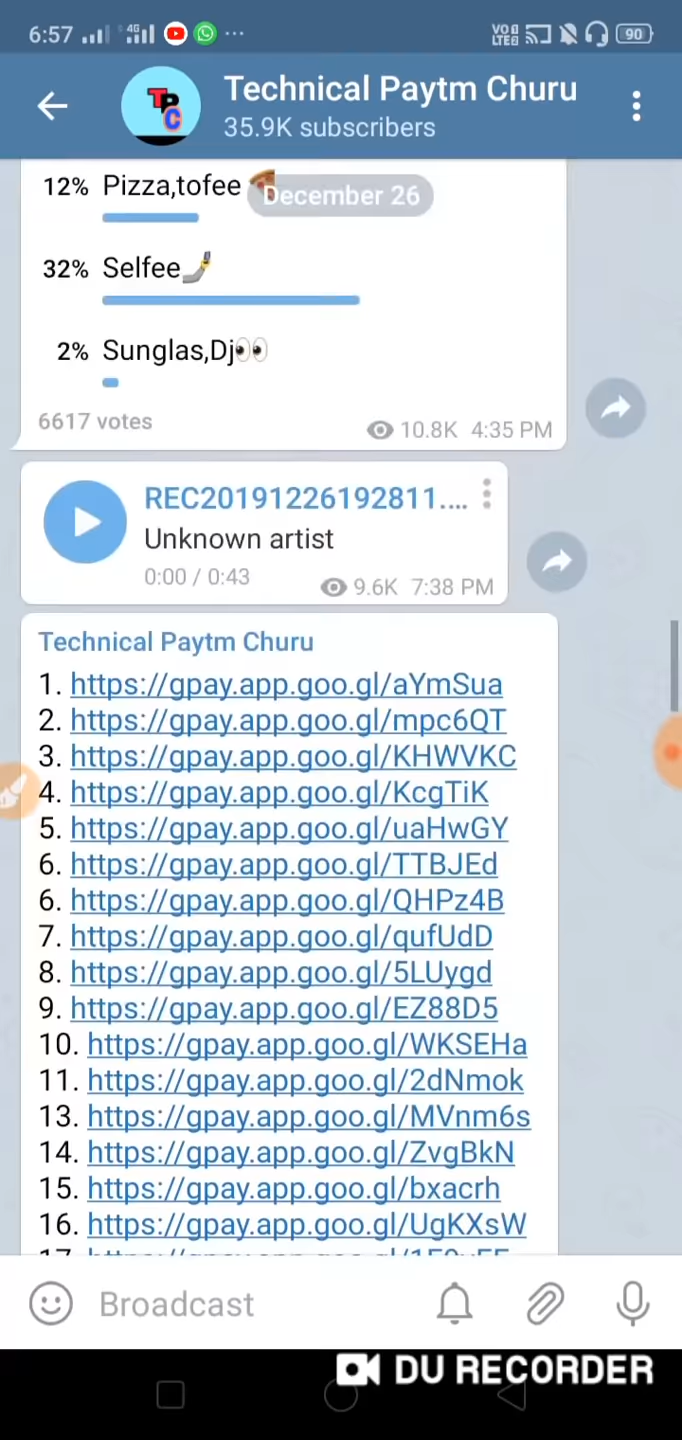 6:57
4G
VO
LTE
90
Technical Paytm Churu
35.9K subscribers
12% Pizza,tofee
December 26
32% Selfee
2% Sunglas,Dj
6617 votes
10.8K 4:35 PM
REC20191226192811....
Unknown artist
0:00 / 0:43
9.6K 7:38 PM
Technical Paytm Churu
1. https://gpay.app.goo.gl/aYmSua
2. https://gpay.app.goo.gl/mpc6QT
3. https://gpay.app.goo.gl/KHWVKC
4. https://gpay.app.goo.gl/KcgTiK
5. https://gpay.app.goo.gl/uaHwGY
6. https://gpay.app.goo.gl/TTBJEd
6. https://gpay.app.goo.gl/QHPz4B
7. https://gpay.app.goo.gl/qufUdD
8. https://gpay.app.goo.gl/5LUygd
9. https://gpay.app.goo.gl/EZ88D5
10. https://gpay.app.goo.gl/WKSEHa
11. https://gpay.app.goo.gl/2dNmok
13. https://gpay.app.goo.gl/MVnm6s
14. https://gpay.app.goo.gl/ZvgBkN
15. https://gpay.app.goo.gl/bxacrh
16. https://gpay.app.goo.gl/UgKXsW
Broadcast
DU RECORDER